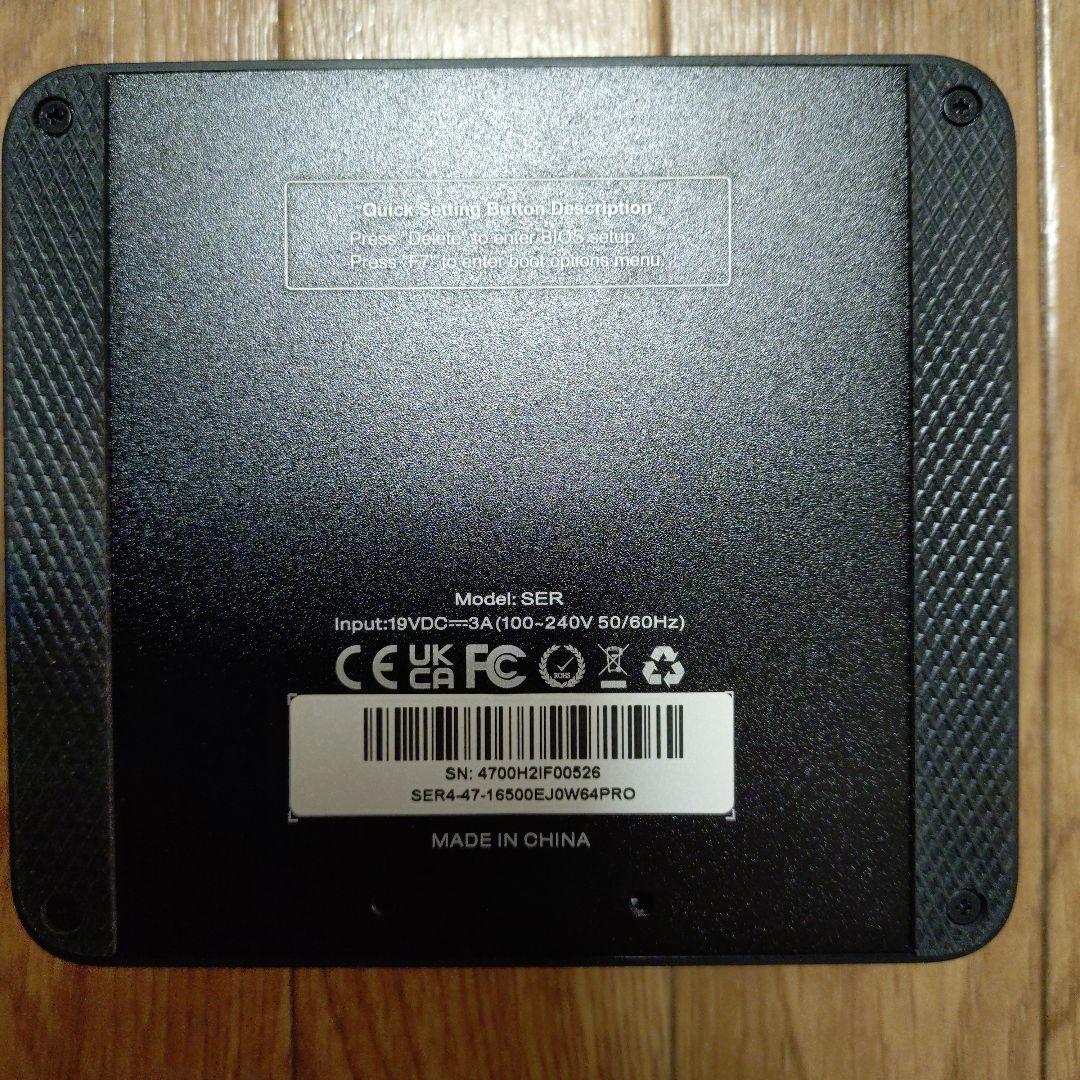 Quick Setting Button Description
Press "Delete" to enter BIOS setup.
Press "F7" to enter boot options menu.
Model: SER
Input:19VDC⎓3A(100~240V 50/60Hz)
CE UK CA FC ROHS
SN: 4700H2IF00526
SER4-47-16500EJ0W64PRO
MADE IN CHINA